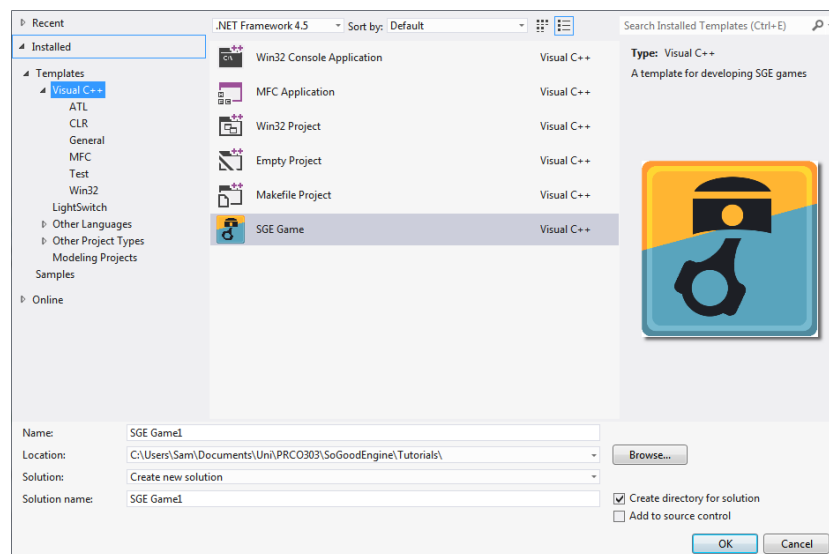 Recent
Installed
Templates
Visual C++
ATL
CLR
General
MFC
Test
Win32
LightSwitch
Other Languages
Other Project Types
Modeling Projects
Samples
Online
.NET Framework 4.5
Sort by: Default
Search Installed Templates (Ctrl+E)
Win32 Console Application Visual C++
MFC Application Visual C++
Win32 Project Visual C++
Empty Project Visual C++
Makefile Project Visual C++
SGE Game Visual C++
Type: Visual C++
A template for developing SGE games
Name: SGE Game1
Location: C:\Users\Sam\Documents\Uni\PRCO303\SoGoodEngine\Tutorials\
Browse...
Solution: Create new solution
Solution name: SGE Game1
Create directory for solution
Add to source control
OK Cancel